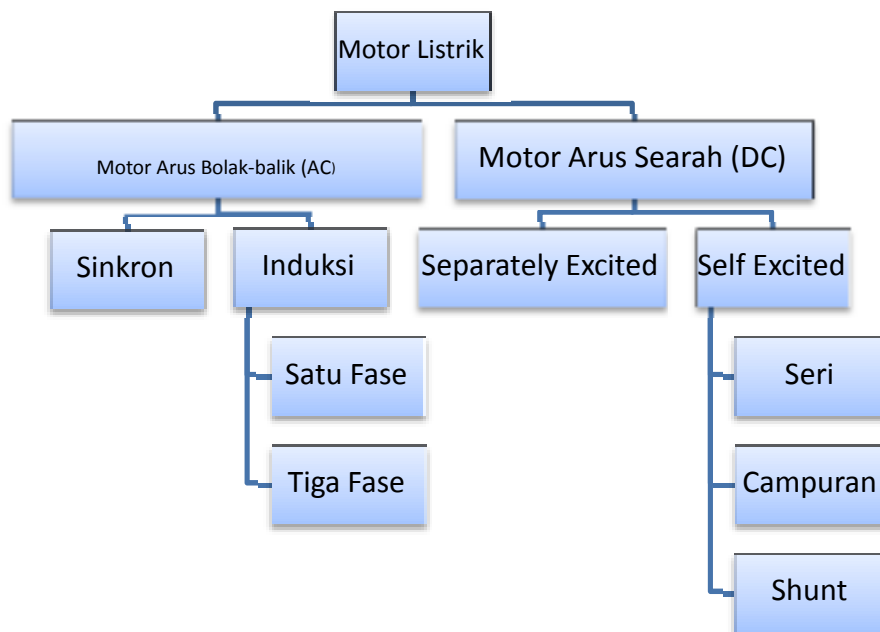 Motor Listrik
Motor Arus Bolak-balik (AC)
Motor Arus Searah (DC)
Sinkron
Induksi
Separately Excited
Self Excited
Satu Fase
Seri
Tiga Fase
Campuran
Shunt